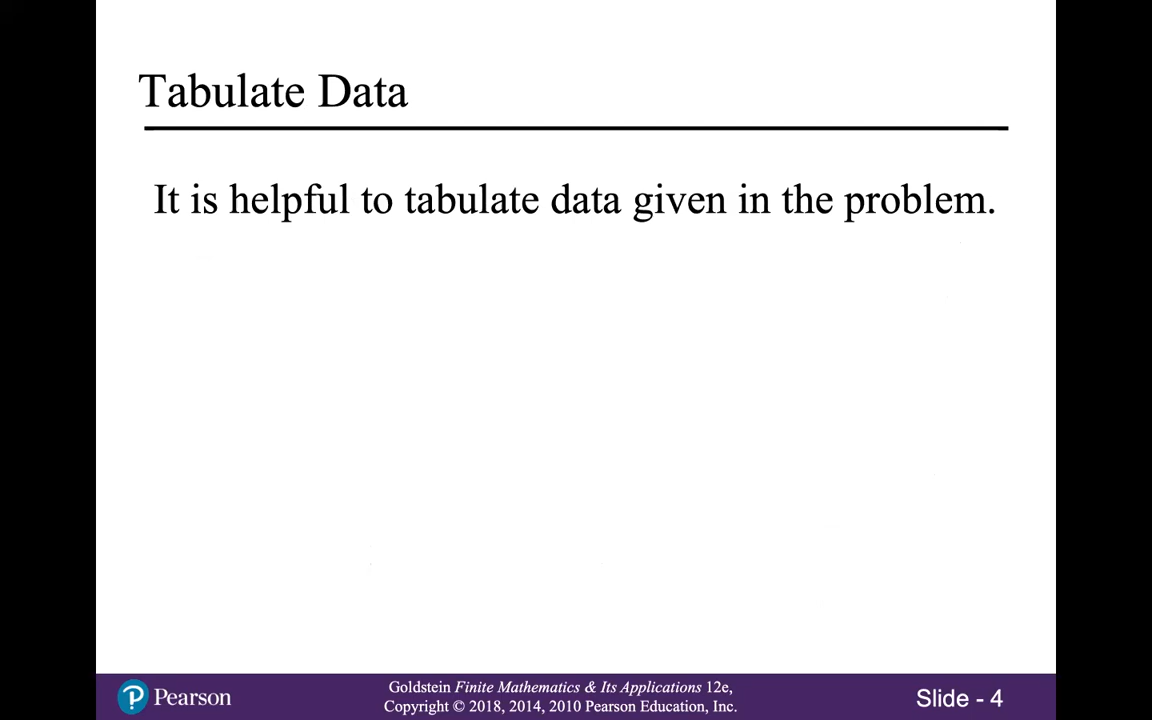 Tabulate Data
It is helpful to tabulate data given in the problem.
Pearson
Goldstein Finite Mathematics & Its Applications 12e,
Copyright © 2018, 2014, 2010 Pearson Education, Inc.
Slide - 4